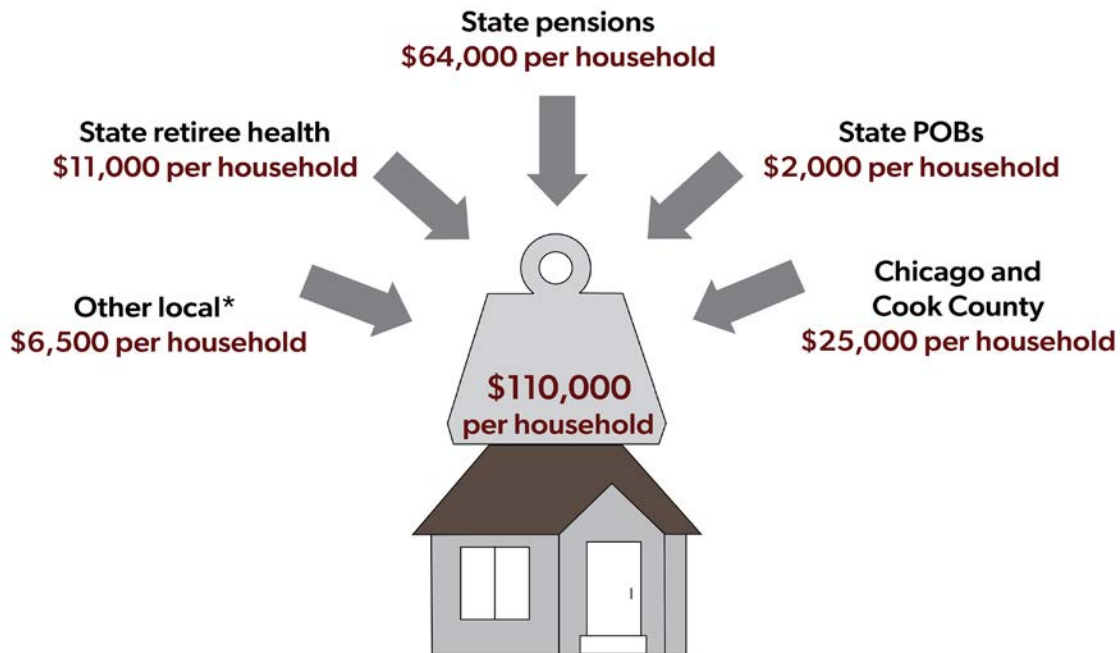 State pensions
$64,000 per household
State retiree health
$11,000 per household
State POBs
$2,000 per household
Other local*
$6,500 per household
Chicago and
Cook County
$25,000 per household
$110,000
per household